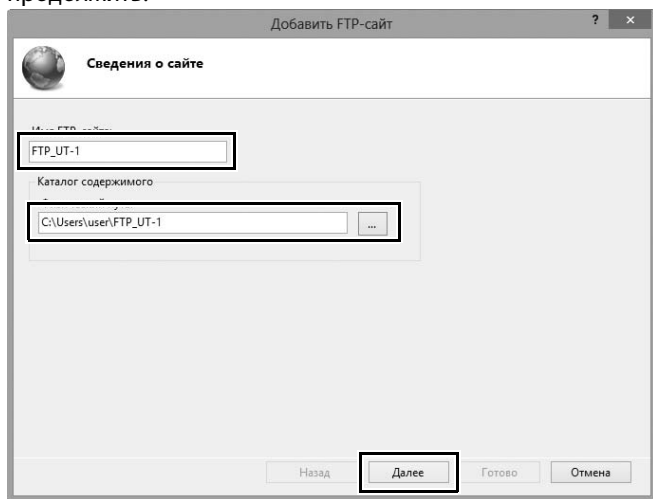 Добавить FTP-сайт
? ×
Сведения о сайте
FTP_UT-1
Каталог содержимого
C:\Users\user\FTP_UT-1
...
Назад Далее Готово Отмена